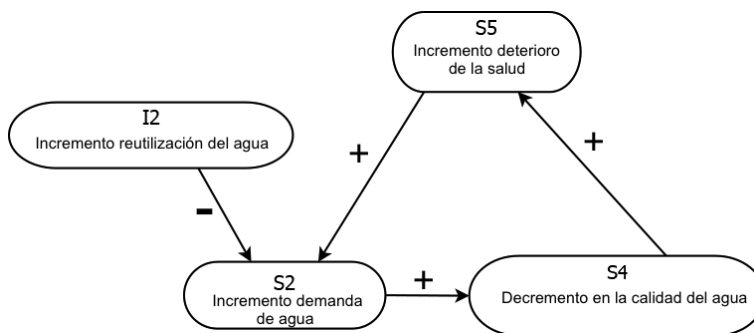 S5
Incremento deterioro
de la salud
I2
Incremento reutilización del agua
+
+
-
S2
Incremento demanda
de agua
+
S4
Decremento en la calidad del agua